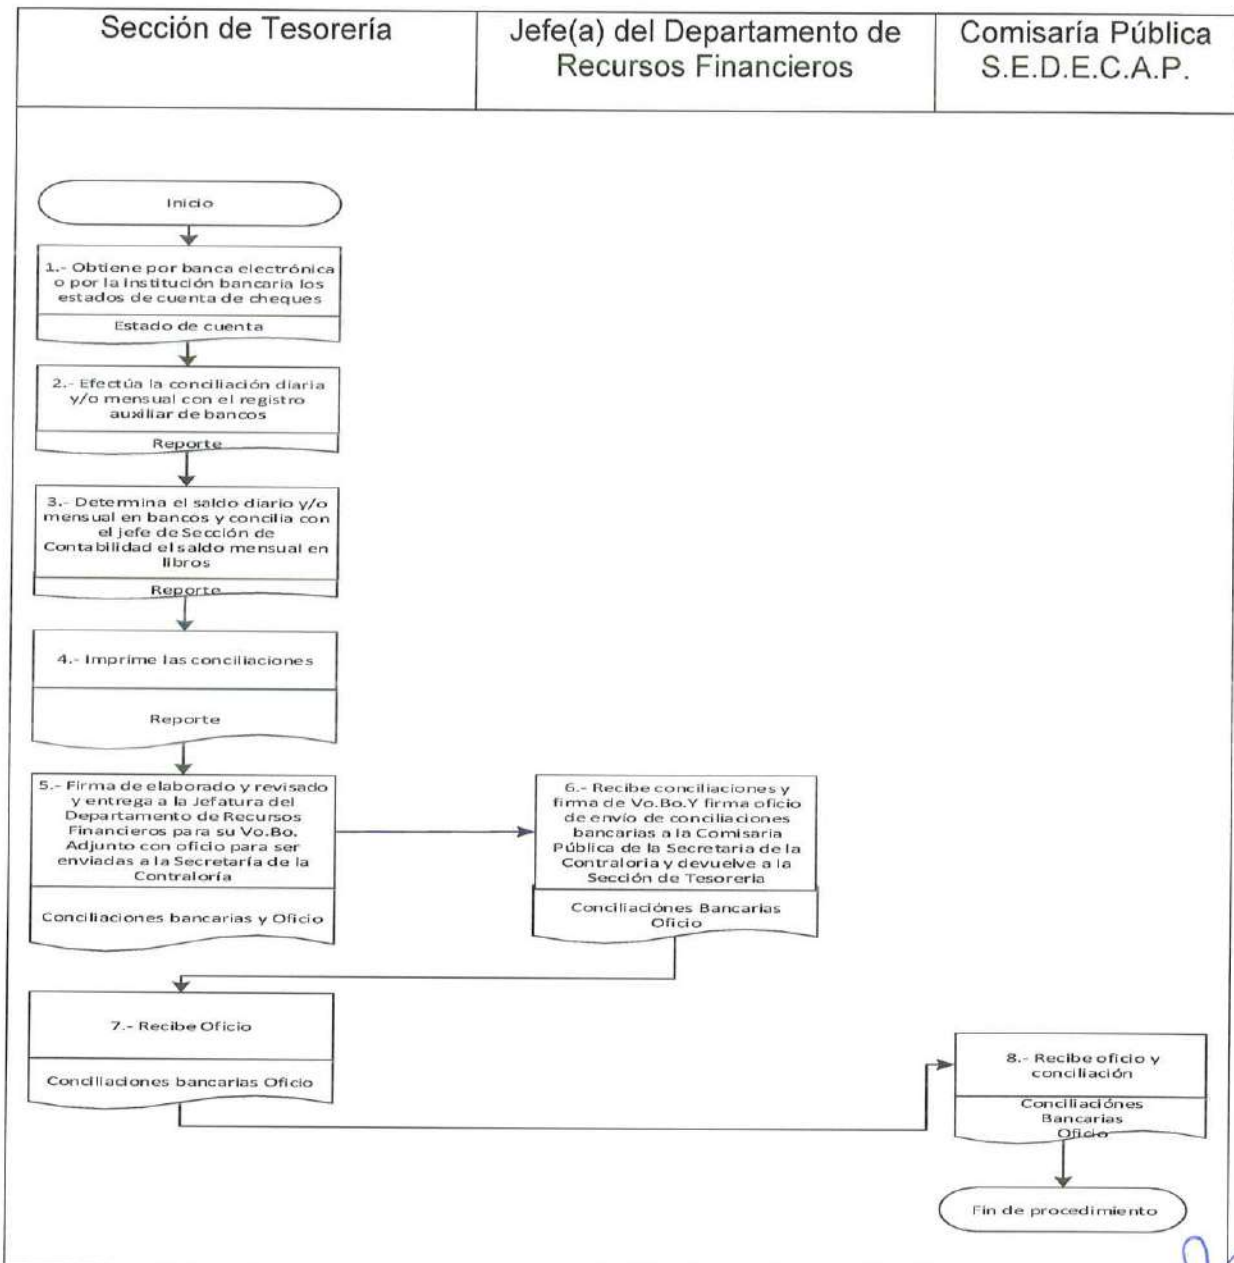 Sección de Tesorería
Jefe(a) del Departamento de
Recursos Financieros
Comisaría Pública
S.E.D.E.C.A.P.
Inicio
1.- Obtiene por banca electrónica
o por la Institución bancaria los
estados de cuenta de cheques
Estado de cuenta
2.- Efectúa la conciliación diaria
y/o mensual con el registro
auxiliar de bancos
Reporte
3.- Determina el saldo diario y/o
mensual en bancos y concilia con
el jefe de Sección de
Contabilidad el saldo mensual en
libros
Reporte
4.- Imprime las conciliaciones
Reporte
5.- Firma de elaborado y revisado
y entrega a la Jefatura del
Departamento de Recursos
Financieros para su Vo.Bo.
Adjunto con oficio para ser
enviadas a la Secretaría de la
Contraloría
Conciliaciones bancarias y Oficio
6.- Recibe conciliaciones y
firma de Vo.Bo.Y firma oficio
de envío de conciliaciones
bancarias a la Comisaria
Pública de la Secretaria de la
Contraloria y devuelve a la
Sección de Tesoreria
Conciliaciónes Bancarias
Oficio
7.- Recibe Oficio
Conciliaciones bancarias Oficio
8.- Recibe oficio y
conciliación
Conciliaciónes
Bancarias
Oficio
Fin de procedimiento